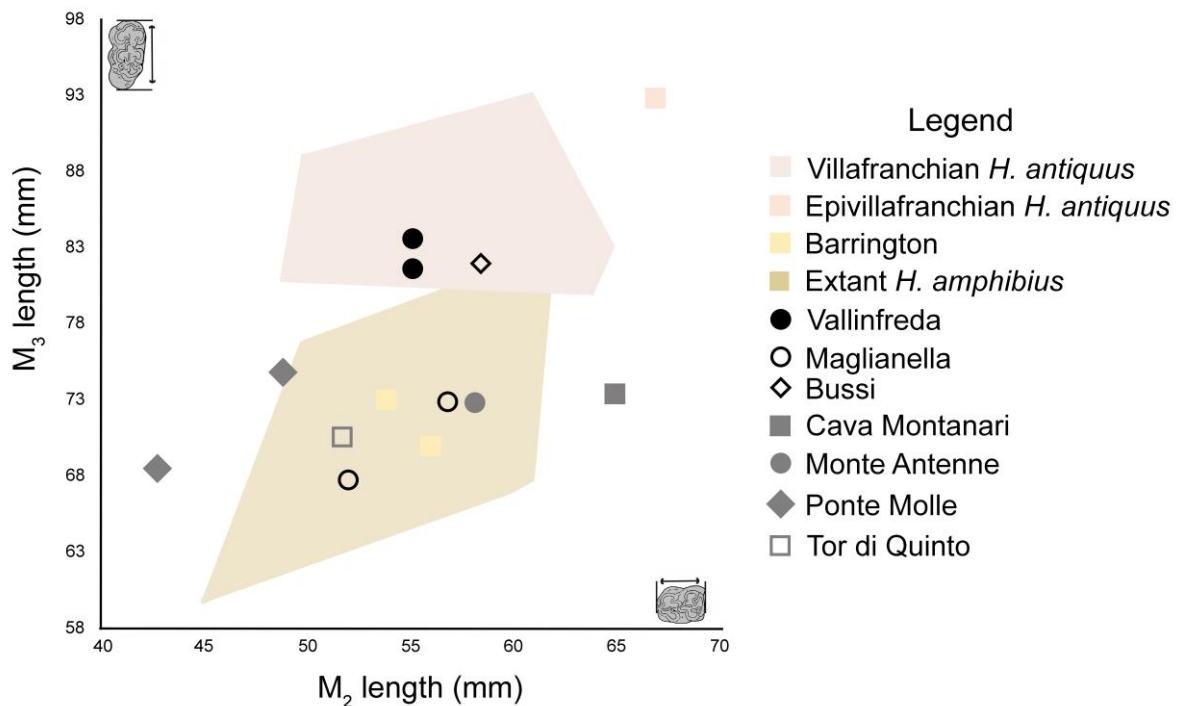 98
93
88
83
78
73
68
63
58
M3 length (mm)
40 45 50 55 60 65 70
M2 length (mm)
Legend
Villafranchian H. antiquus
Epivillafranchian H. antiquus
Barrington
Extant H. amphibius
Vallinfreda
Maglianella
Bussi
Cava Montanari
Monte Antenne
Ponte Molle
Tor di Quinto